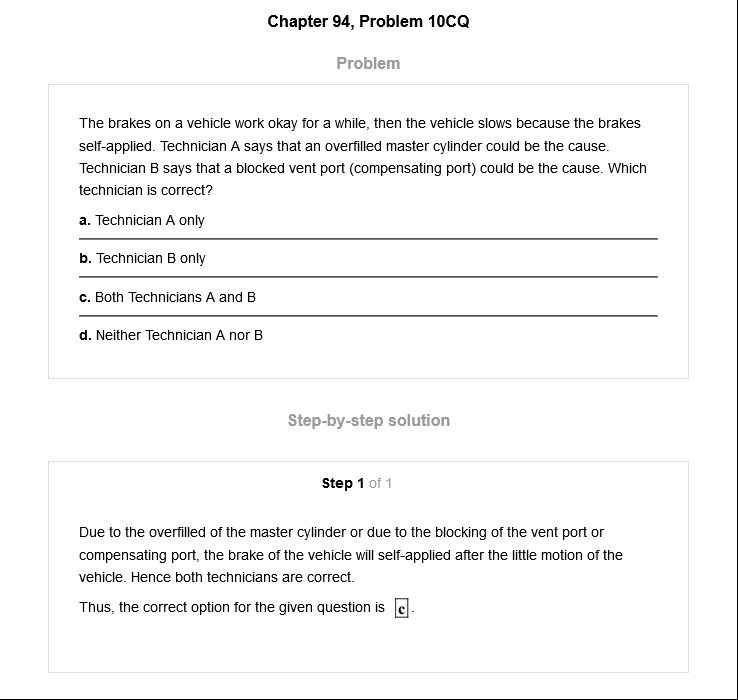 Chapter 94, Problem 10CQ
Problem
The brakes on a vehicle work okay for a while, then the vehicle slows because the brakes
self-applied. Technician A says that an overfilled master cylinder could be the cause.
Technician B says that a blocked vent port (compensating port) could be the cause. Which
technician is correct?
a. Technician A only
b. Technician B only
c. Both Technicians A and B
d. Neither Technician A nor B
Step-by-step solution
Step 1 of 1
Due to the overfilled of the master cylinder or due to the blocking of the vent port or
compensating port, the brake of the vehicle will self-applied after the little motion of the
vehicle. Hence both technicians are correct.
Thus, the correct option for the given question is c.